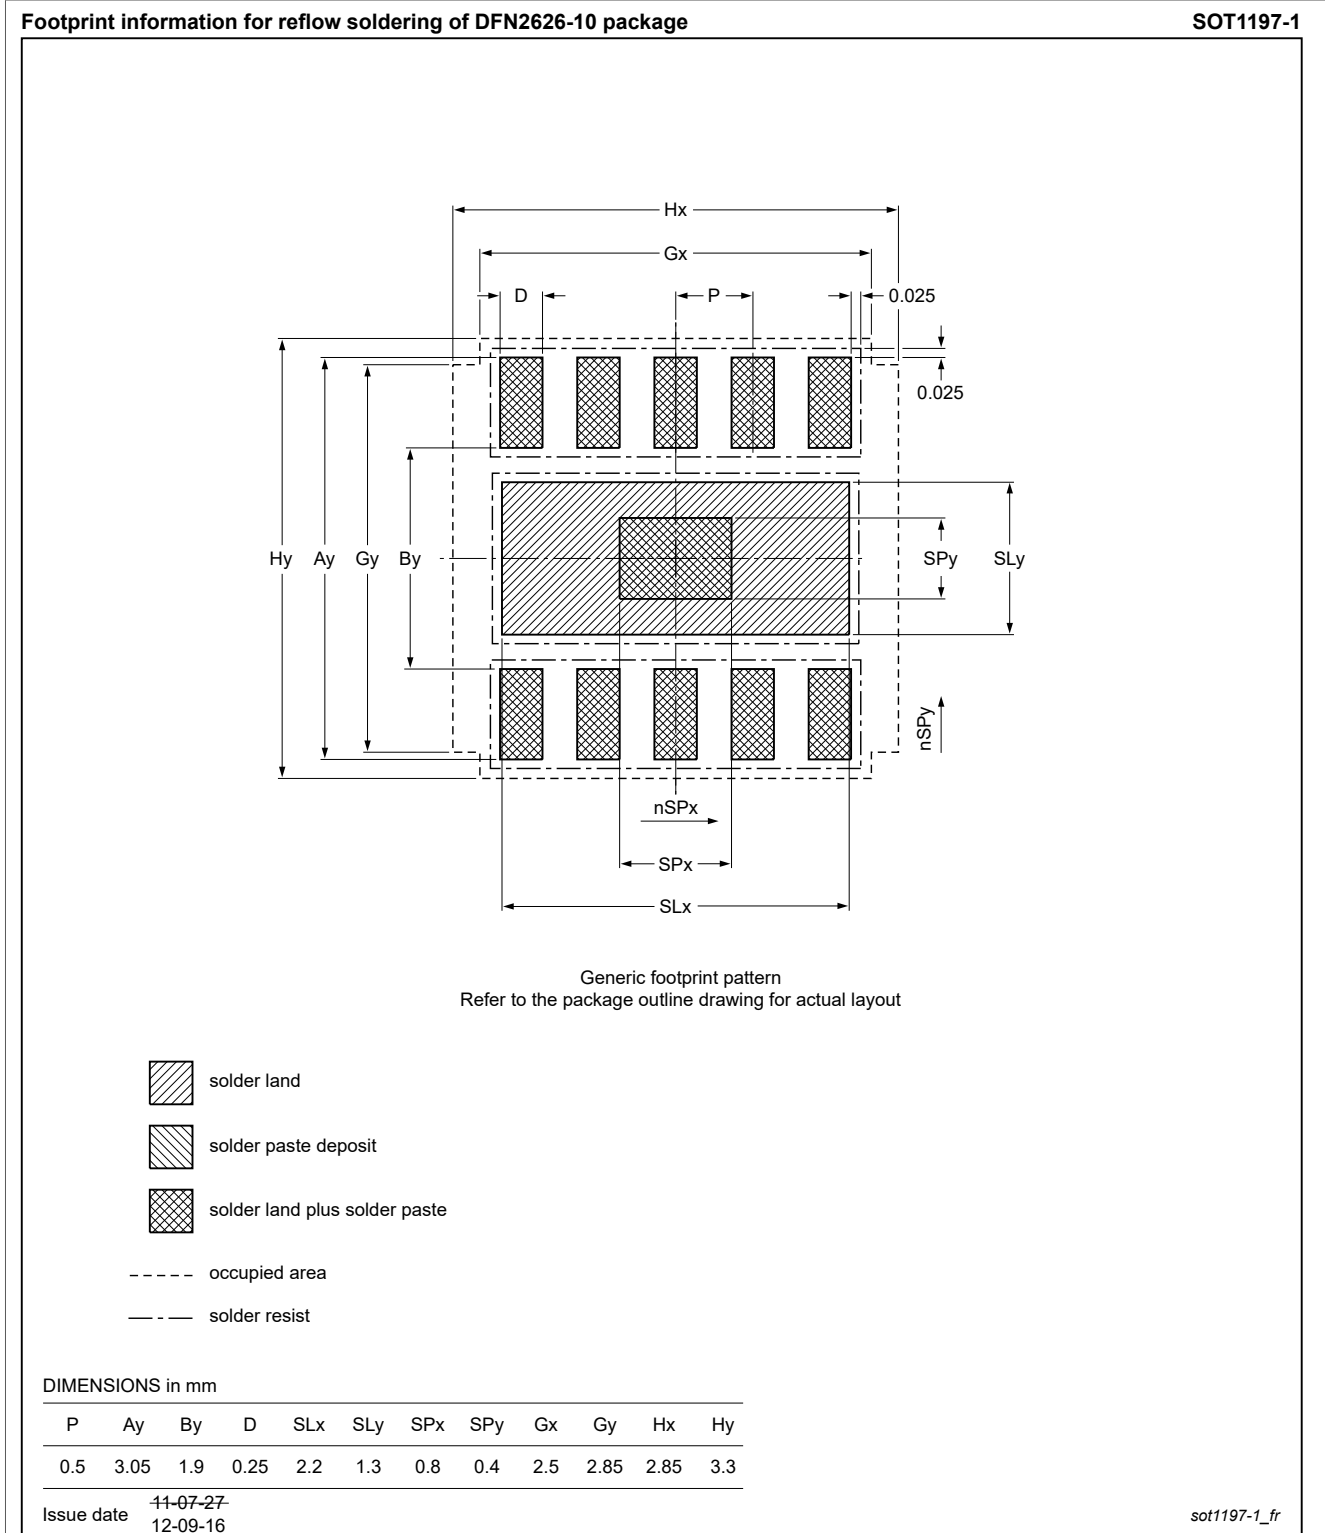 Footprint information for reflow soldering of DFN2626-10 package SOT1197-1
Hx
Gx
D P 0.025
0.025
Hy Ay Gy By SPy SLy
nSPy
nSPx
SPx
SLx
Generic footprint pattern
Refer to the package outline drawing for actual layout
solder land
solder paste deposit
solder land plus solder paste
occupied area
solder resist
DIMENSIONS in mm
P Ay By D SLx SLy SPx SPy Gx Gy Hx Hy
0.5 3.05 1.9 0.25 2.2 1.3 0.8 0.4 2.5 2.85 2.85 3.3
Issue date 11-07-27
12-09-16
sot1197-1_fr